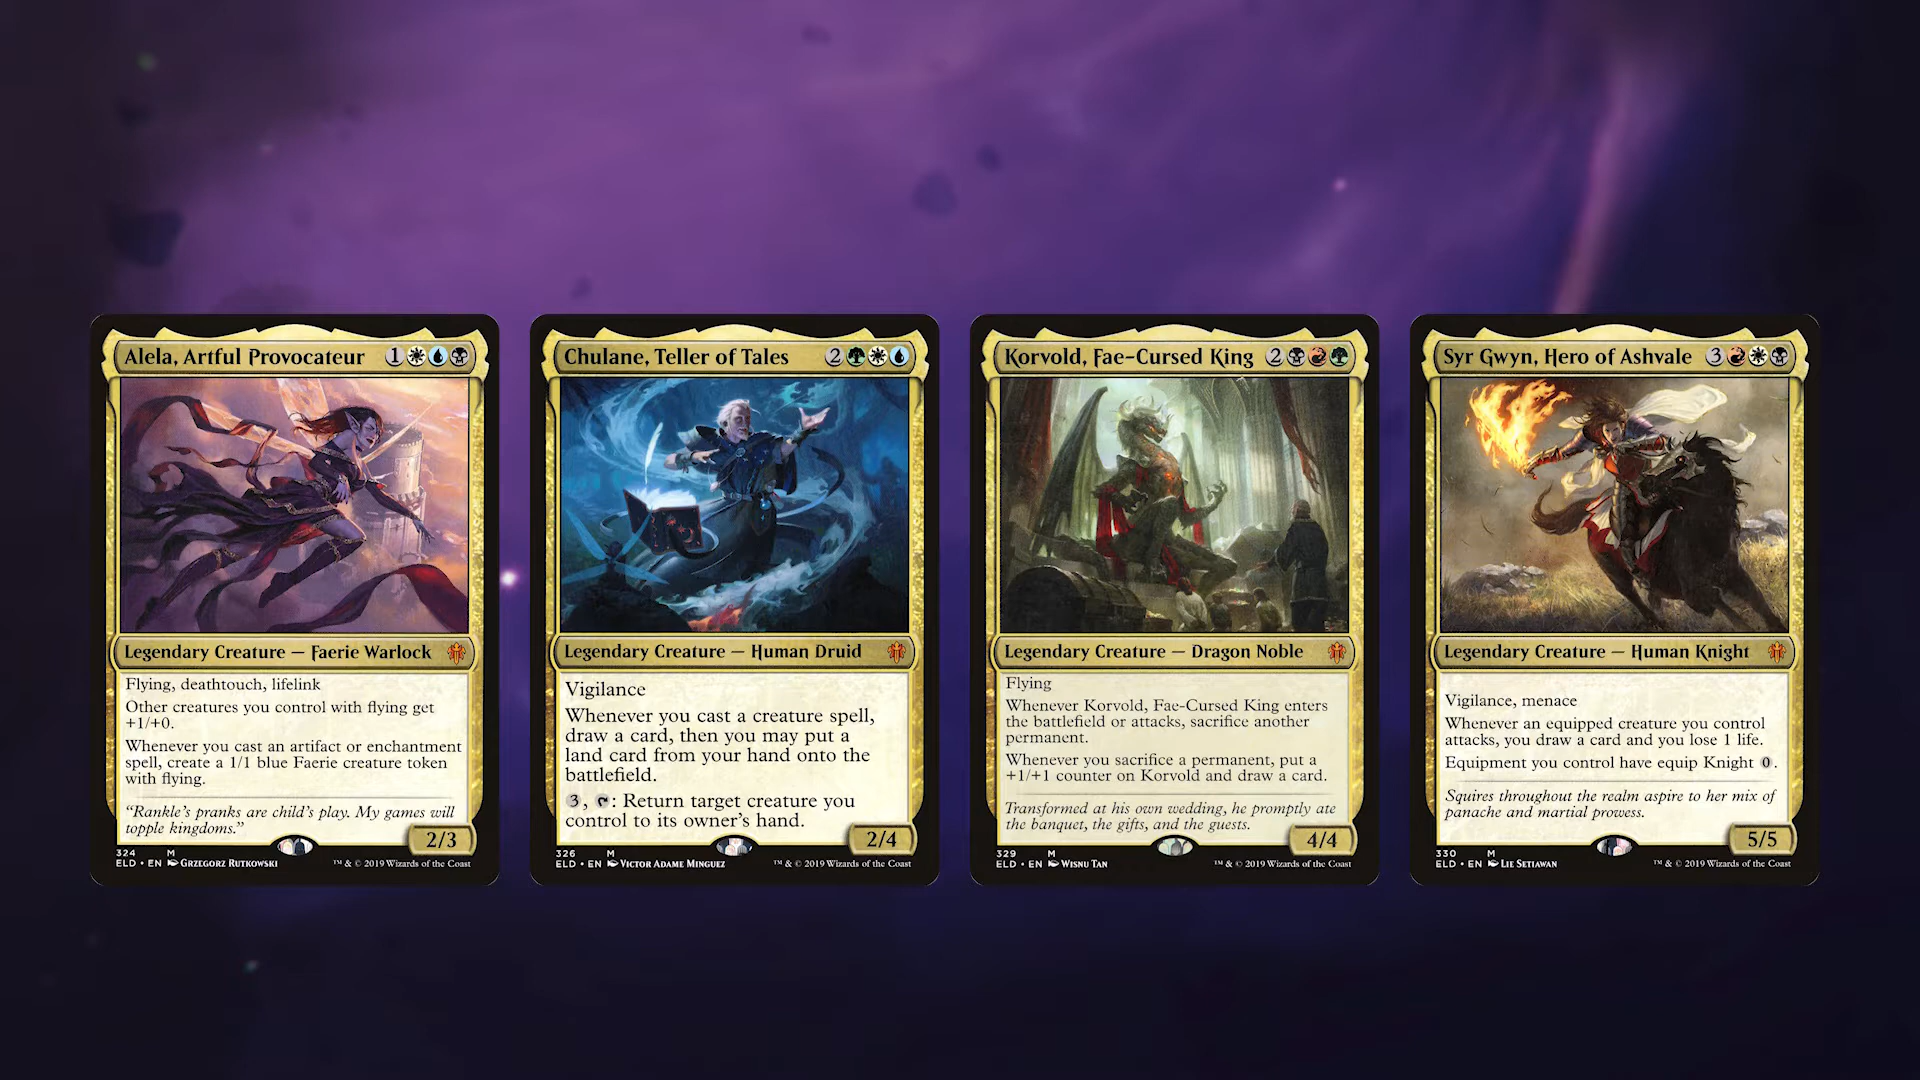 Alela, Artful Provocateur 1
Legendary Creature — Faerie Warlock
Flying, deathtouch, lifelink
Other creatures you control with flying get
+1/+0.
Whenever you cast an artifact or enchantment
spell, create a 1/1 blue Faerie creature token
with flying.
“Rankle’s pranks are child’s play. My games will
topple kingdoms.”
2/3
324 M
ELD • EN Grzegorz Rutkowski ™ & © 2019 Wizards of the Coast
Chulane, Teller of Tales 2
Legendary Creature — Human Druid
Vigilance
Whenever you cast a creature spell,
draw a card, then you may put a
land card from your hand onto the
battlefield.
3, : Return target creature you
control to its owner’s hand.
2/4
326 M
ELD • EN Victor Adame Minguez ™ & © 2019 Wizards of the Coast
Korvold, Fae-Cursed King 2
Legendary Creature — Dragon Noble
Flying
Whenever Korvold, Fae-Cursed King enters
the battlefield or attacks, sacrifice another
permanent.
Whenever you sacrifice a permanent, put a
+1/+1 counter on Korvold and draw a card.
Transformed at his own wedding, he promptly ate
the banquet, the gifts, and the guests.
4/4
329 M
ELD • EN Wisnu Tan ™ & © 2019 Wizards of the Coast
Syr Gwyn, Hero of Ashvale 3
Legendary Creature — Human Knight
Vigilance, menace
Whenever an equipped creature you control
attacks, you draw a card and you lose 1 life.
Equipment you control have equip Knight 0.
Squires throughout the realm aspire to her mix of
panache and martial prowess.
5/5
330 M
ELD • EN Lie Setiawan ™ & © 2019 Wizards of the Coast